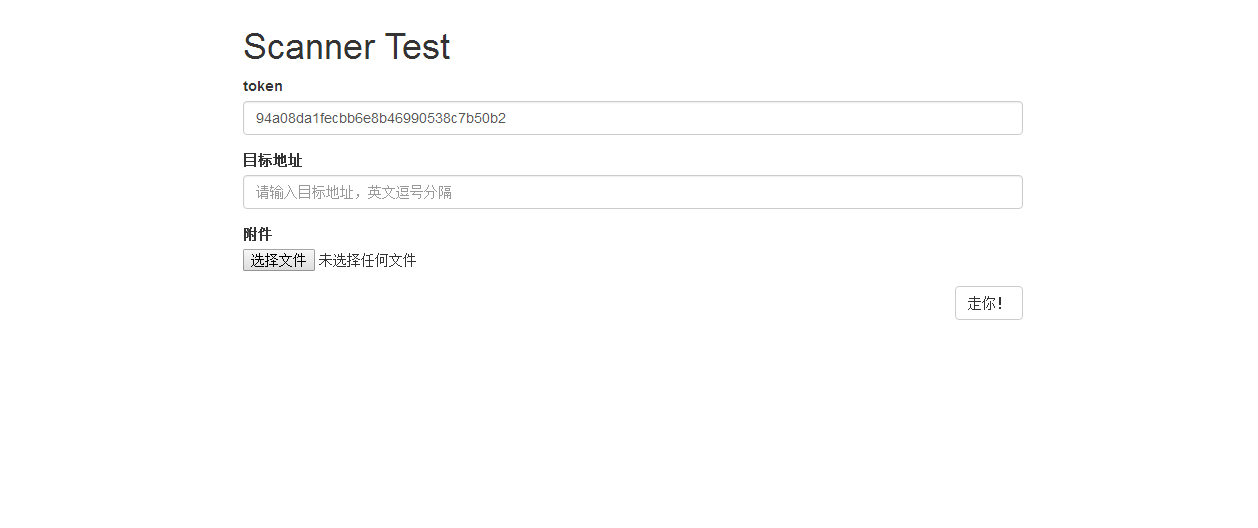 Scanner Test
token
94a08da1fecbb6e8b46990538c7b50b2
目标地址
请输入目标地址，英文逗号分隔
附件
选择文件 未选择任何文件
走你！